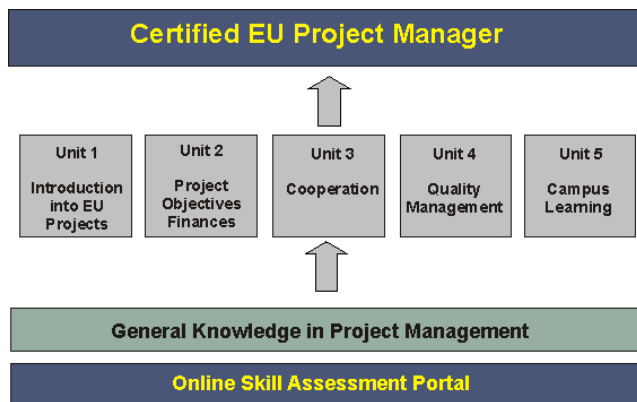 Certified EU Project Manager
Unit 1
Introduction
into EU
Projects
Unit 2
Project
Objectives
Finances
Unit 3
Cooperation
Unit 4
Quality
Management
Unit 5
Campus
Learning
General Knowledge in Project Management
Online Skill Assessment Portal